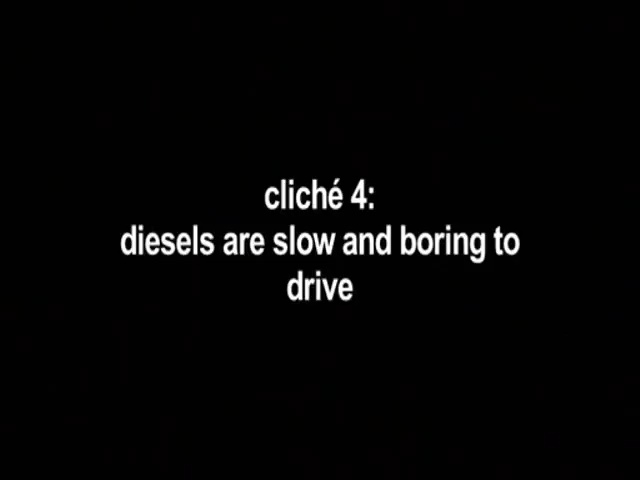 cliché 4:
diesels are slow and boring to
drive